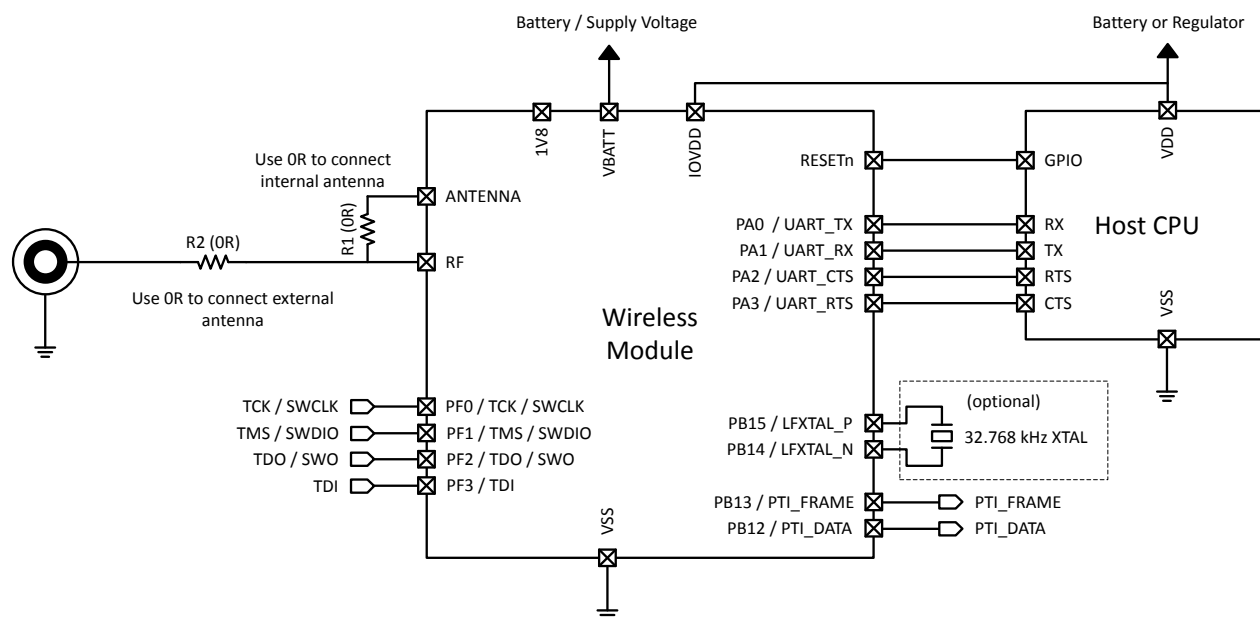 Battery / Supply Voltage
Battery or Regulator
1V8
VBATT
IOVDD
VDD
Use 0R to connect
internal antenna
R1 (0R)
ANTENNA
R2 (0R)
RF
Use 0R to connect external
antenna
Wireless
Module
RESETn
GPIO
PA0 / UART_TX
RX
PA1 / UART_RX
TX
PA2 / UART_CTS
RTS
PA3 / UART_RTS
CTS
Host CPU
VSS
TCK / SWCLK
PF0 / TCK / SWCLK
TMS / SWDIO
PF1 / TMS / SWDIO
TDO / SWO
PF2 / TDO / SWO
TDI
PF3 / TDI
PB15 / LFXTAL_P
PB14 / LFXTAL_N
(optional)
32.768 kHz XTAL
PB13 / PTI_FRAME
PTI_FRAME
PB12 / PTI_DATA
PTI_DATA
VSS